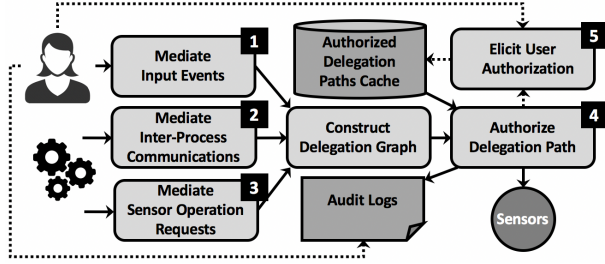 1
Mediate
Input Events
2
Mediate
Inter-Process
Communications
3
Mediate
Sensor Operation
Requests
Authorized
Delegation
Paths Cache
Construct
Delegation Graph
Audit Logs
5
Elicit User
Authorization
4
Authorize
Delegation Path
Sensors